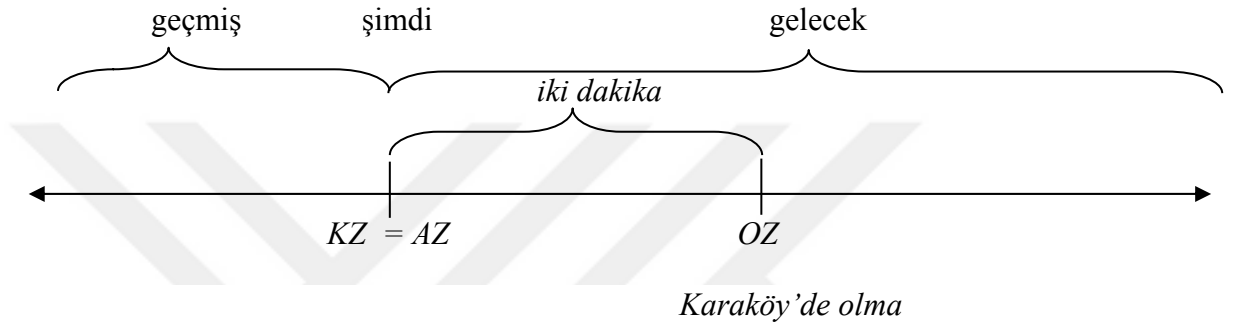 geçmiş şimdi gelecek
iki dakika
KZ = AZ OZ
Karaköy’de olma